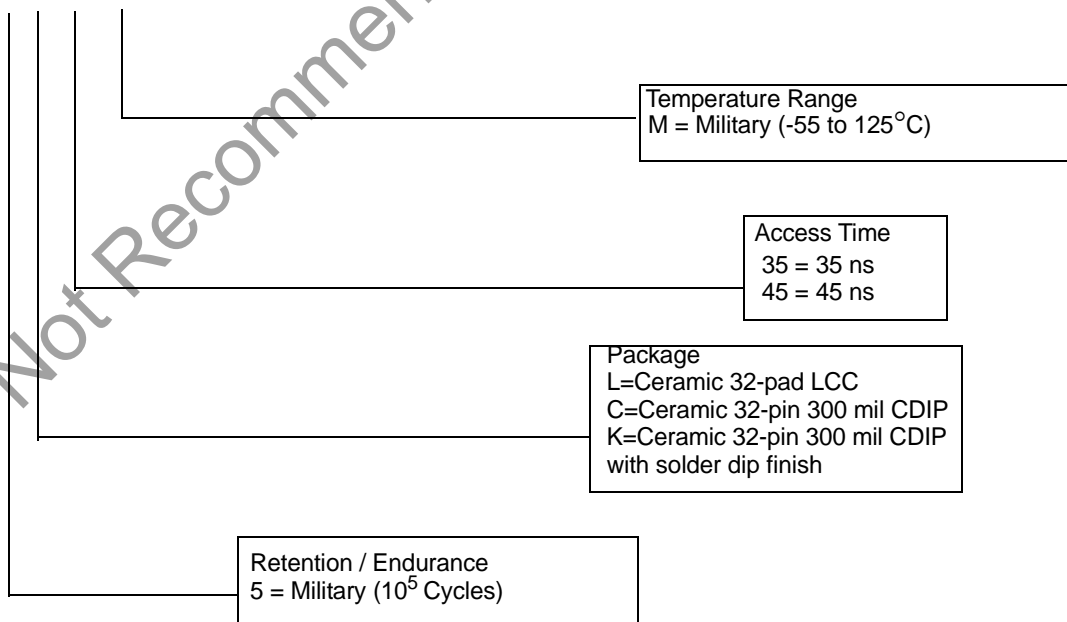 Not Recommen
Temperature Range
M = Military (-55 to 125°C)
Access Time
35 = 35 ns
45 = 45 ns
Package
L=Ceramic 32-pad LCC
C=Ceramic 32-pin 300 mil CDIP
K=Ceramic 32-pin 300 mil CDIP
with solder dip finish
Retention / Endurance
5 = Military (10⁵ Cycles)